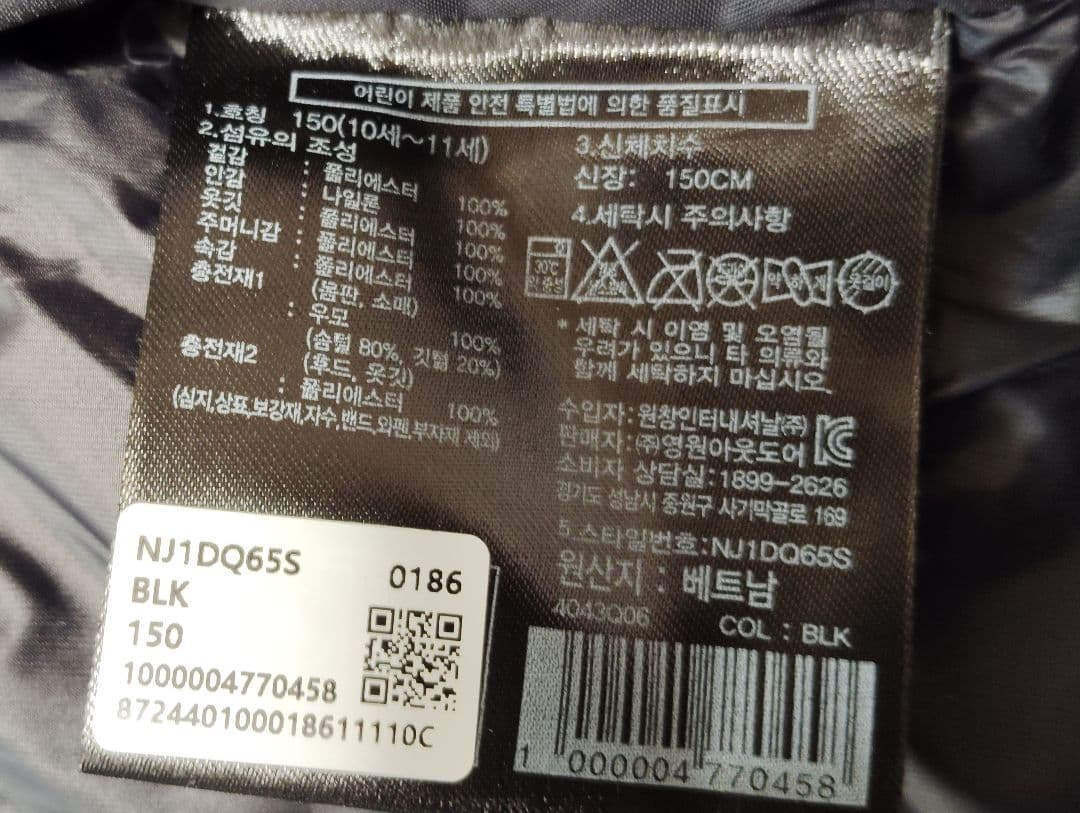 어린이 제품 안전 특별법에 의한 품질표시
1.호칭 150(10세~11세)
2.섬유의 조성
겉감 : 폴리에스터 100%
안감 : 나일론 100%
옷깃 : 폴리에스터 100%
주머니감 : 폴리에스터 100%
속감 : 폴리에스터 100%
충전재1 (몸판, 소매)
: 우모 100%
(솜털 80%, 깃털 20%)
충전재2 (후드, 옷깃)
: 폴리에스터 100%
(심지,상표,보강재,자수,밴드,와펜,부자재 제외)
3.신체치수
신장: 150CM
4.세탁시 주의사항
30℃
약하게
옷걸이
* 세탁 시 이염 및 오염될
우려가 있으니 타 의류와
함께 세탁하지 마십시오
수입자:원창인터내셔날(주)
판매자:(주)영원아웃도어
소비자 상담실:1899-2626
경기도 성남시 중원구 사기막골로 169
5.스타일번호:NJ1DQ65S
원산지 : 베트남
4043Q06
COL : BLK
1 000004 770458
NJ1DQ65S
0186
BLK
150
1000004770458
872440100018611110C